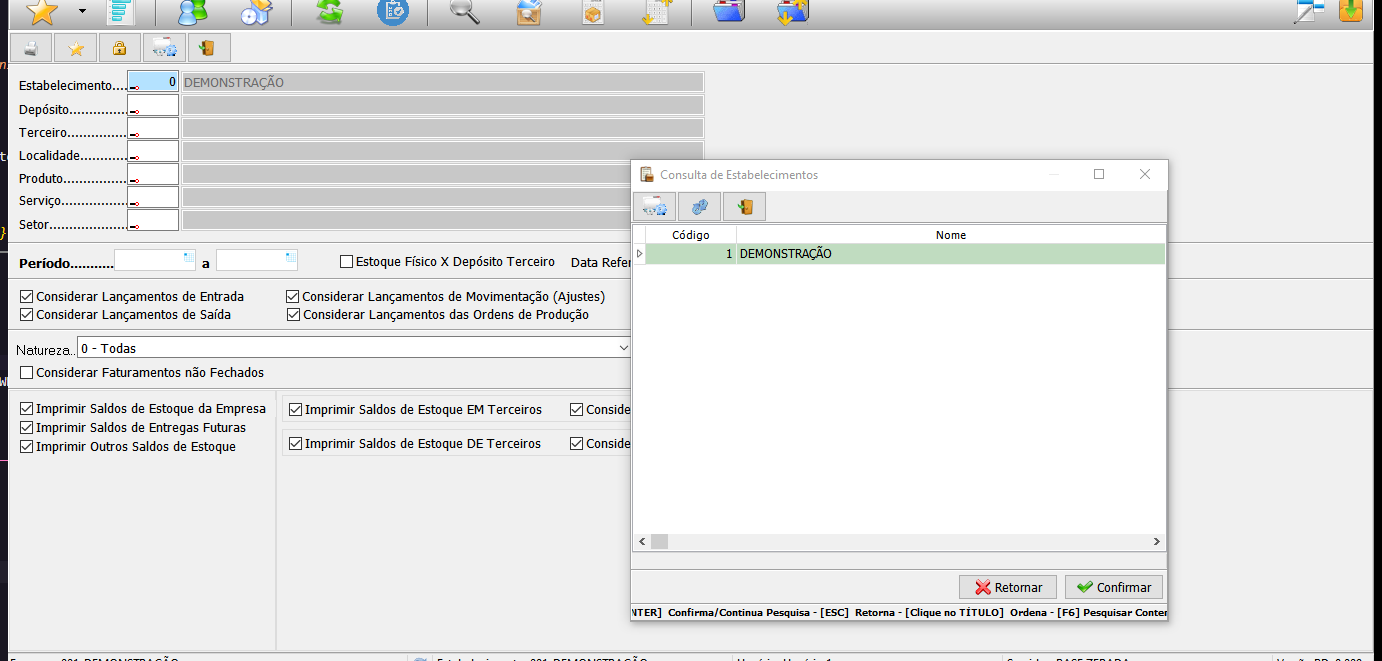 Estabelecimento.... 0 DEMONSTRAÇÃO
Depósito...............
Terceiro...............
Localidade............
Produto................
Serviço.................
Setor....................
Período........... a
Estoque Físico X Depósito Terceiro Data Refer
Considerar Lançamentos de Entrada Considerar Lançamentos de Movimentação (Ajustes)
Considerar Lançamentos de Saída Considerar Lançamentos das Ordens de Produção
Natureza.. 0 - Todas
Considerar Faturamentos não Fechados
Imprimir Saldos de Estoque da Empresa
Imprimir Saldos de Entregas Futuras
Imprimir Outros Saldos de Estoque
Imprimir Saldos de Estoque EM Terceiros Conside
Imprimir Saldos de Estoque DE Terceiros Conside
Consulta de Estabelecimentos
Código Nome
1 DEMONSTRAÇÃO
Retornar Confirmar
NTER] Confirma/Continua Pesquisa - [ESC] Retorna - [Clique no TÍTULO] Ordena - [F6] Pesquisar Conter